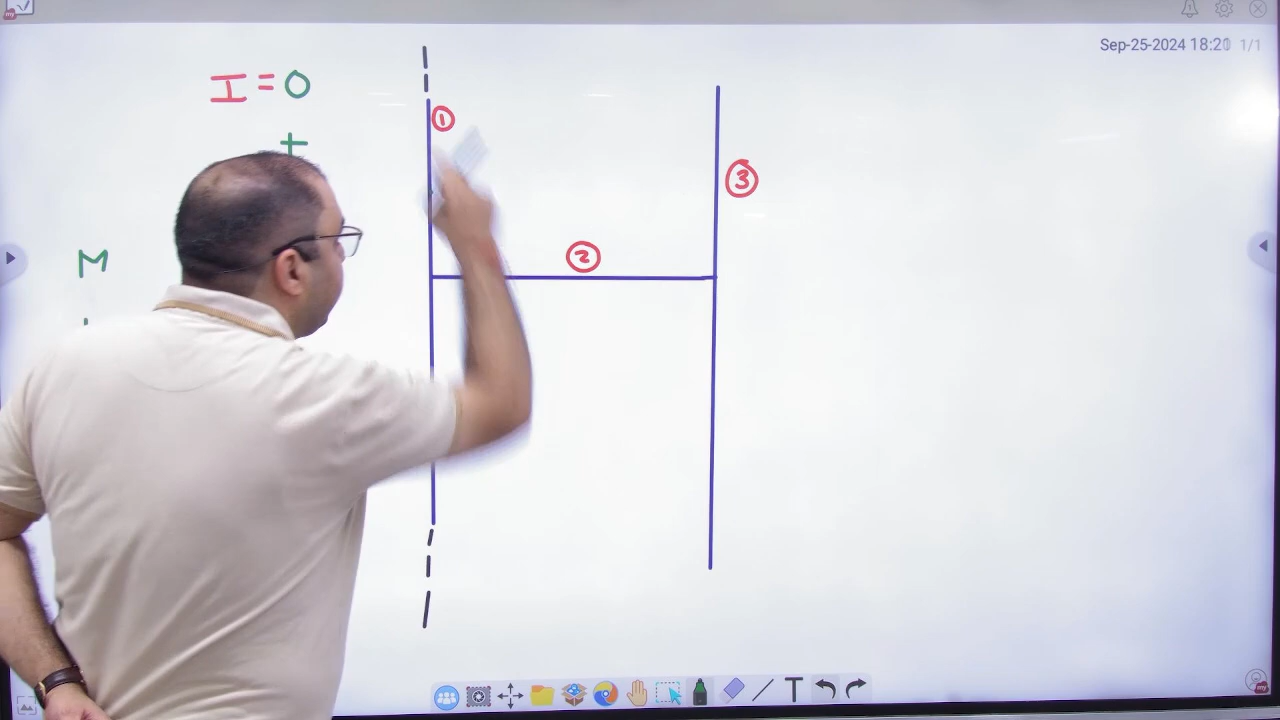 Sep-25-2024 18:20 1/1
I = 0
①
+
③
②
M